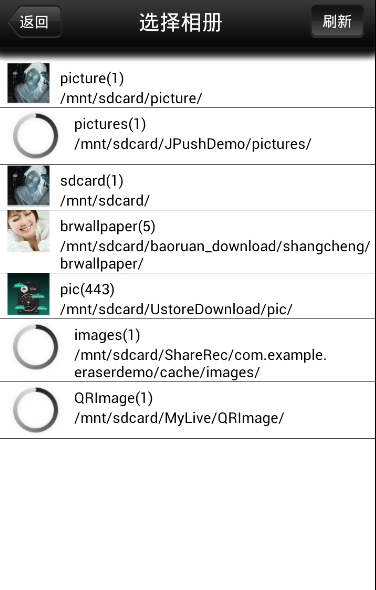 返回
选择相册
刷新
picture(1)
/mnt/sdcard/picture/
pictures(1)
/mnt/sdcard/JPushDemo/pictures/
sdcard(1)
/mnt/sdcard/
brwallpaper(5)
/mnt/sdcard/baoruan_download/shangcheng/
brwallpaper/
pic(443)
/mnt/sdcard/UstoreDownload/pic/
images(1)
/mnt/sdcard/ShareRec/com.example.
eraserdemo/cache/images/
QRImage(1)
/mnt/sdcard/MyLive/QRImage/